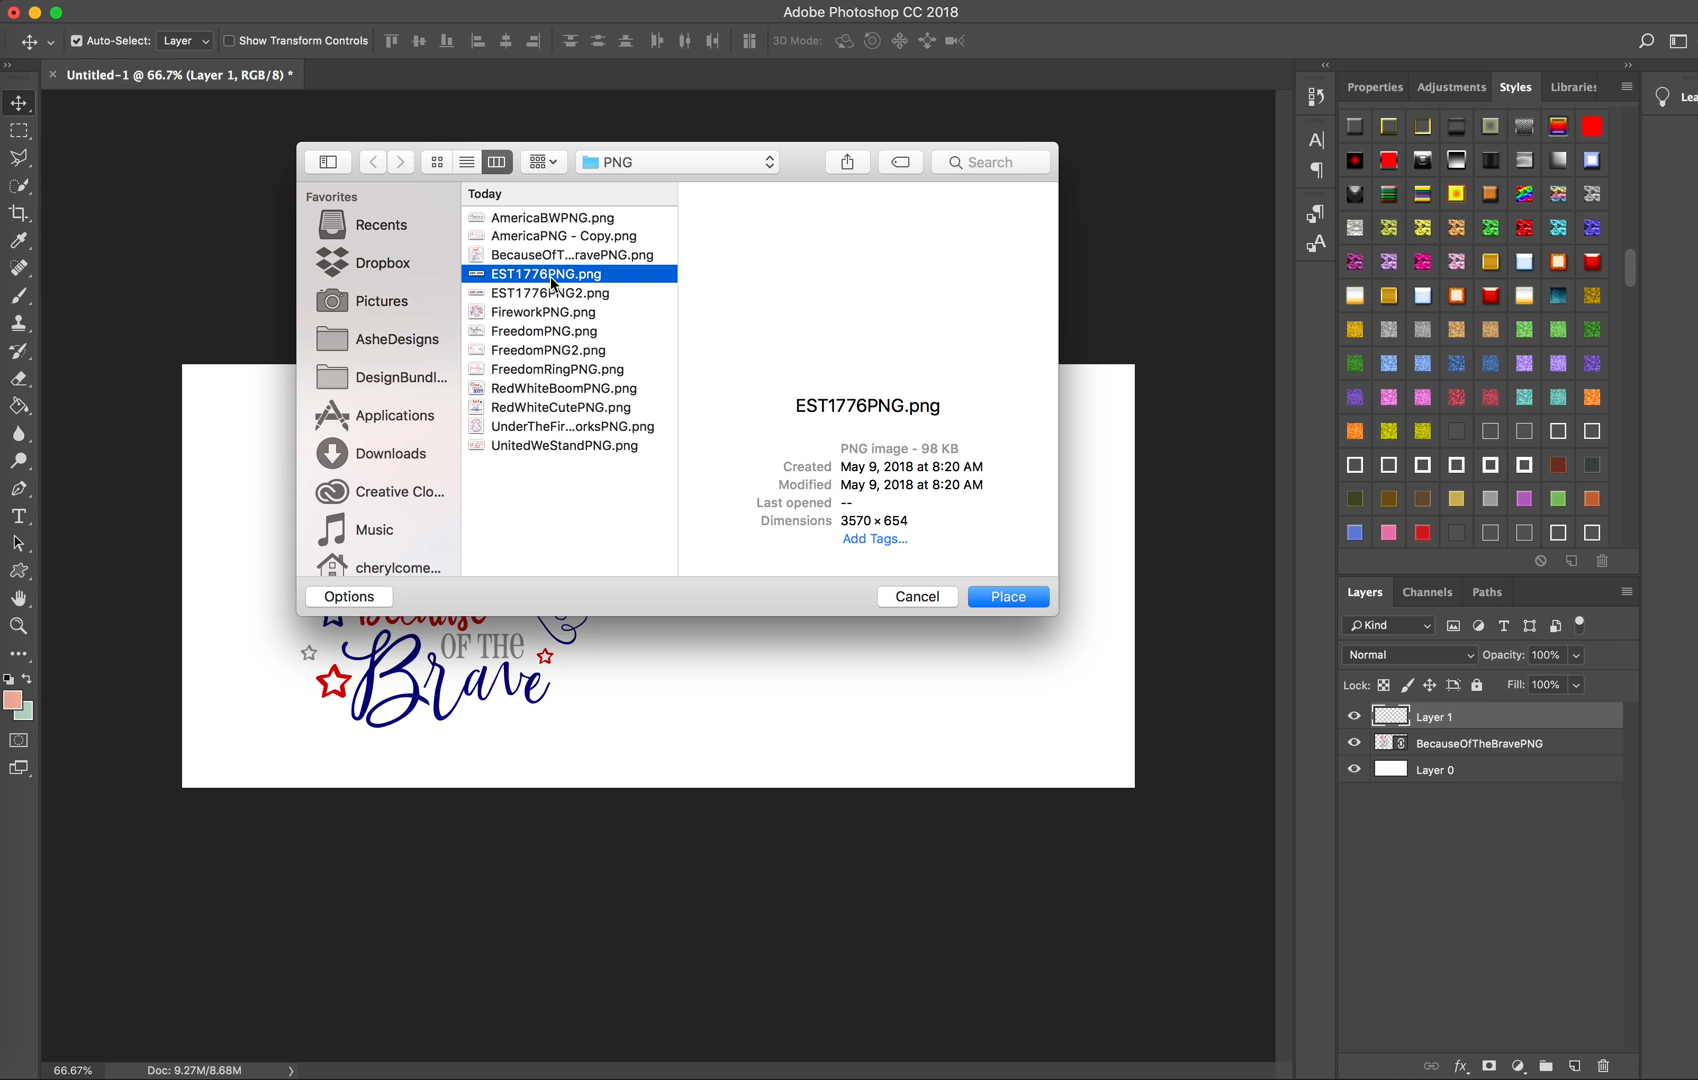 Adobe Photoshop CC 2018
Auto-Select: Layer Show Transform Controls 3D Mode:
Untitled-1 @ 66.7% (Layer 1, RGB/8) *
PNG Search
Favorites
Recents
Dropbox
Pictures
AsheDesigns
DesignBundl...
Applications
Downloads
Creative Clo...
Music
cherylcome...
Today
AmericaBWPNG.png
AmericaPNG - Copy.png
BecauseOfT...ravePNG.png
EST1776PNG.png
EST1776PNG2.png
FireworkPNG.png
FreedomPNG.png
FreedomPNG2.png
FreedomRingPNG.png
RedWhiteBoomPNG.png
RedWhiteCutePNG.png
UnderTheFir...orksPNG.png
UnitedWeStandPNG.png
EST1776PNG.png
PNG image - 98 KB
Created May 9, 2018 at 8:20 AM
Modified May 9, 2018 at 8:20 AM
Last opened --
Dimensions 3570 × 654
Add Tags...
Options Cancel Place
Because
OF THE
Brave
Properties Adjustments Styles Libraries
Lea
Layers Channels Paths
Kind
Normal Opacity: 100%
Lock: Fill: 100%
Layer 1
BecauseOfTheBravePNG
Layer 0
66.67% Doc: 9.27M/8.68M